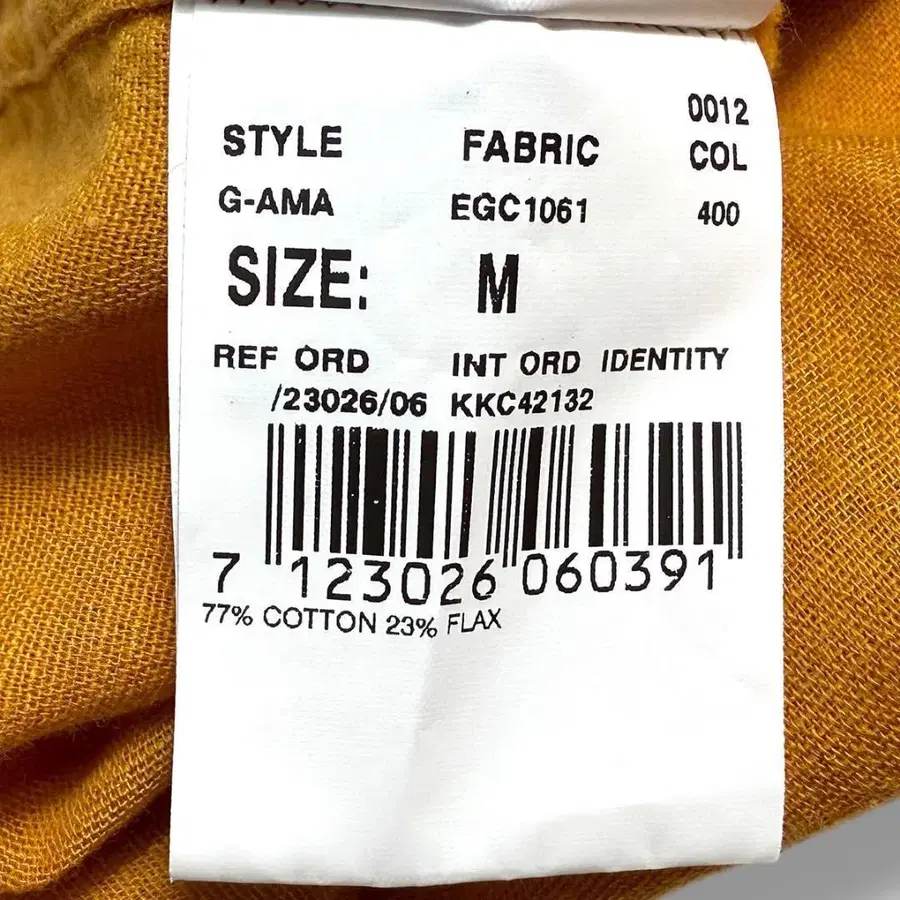 0012
STYLE FABRIC COL
G-AMA EGC1061 400
SIZE: M
REF ORD INT ORD IDENTITY
/23026/06 KKC42132
7 123026 060391
77% COTTON 23% FLAX